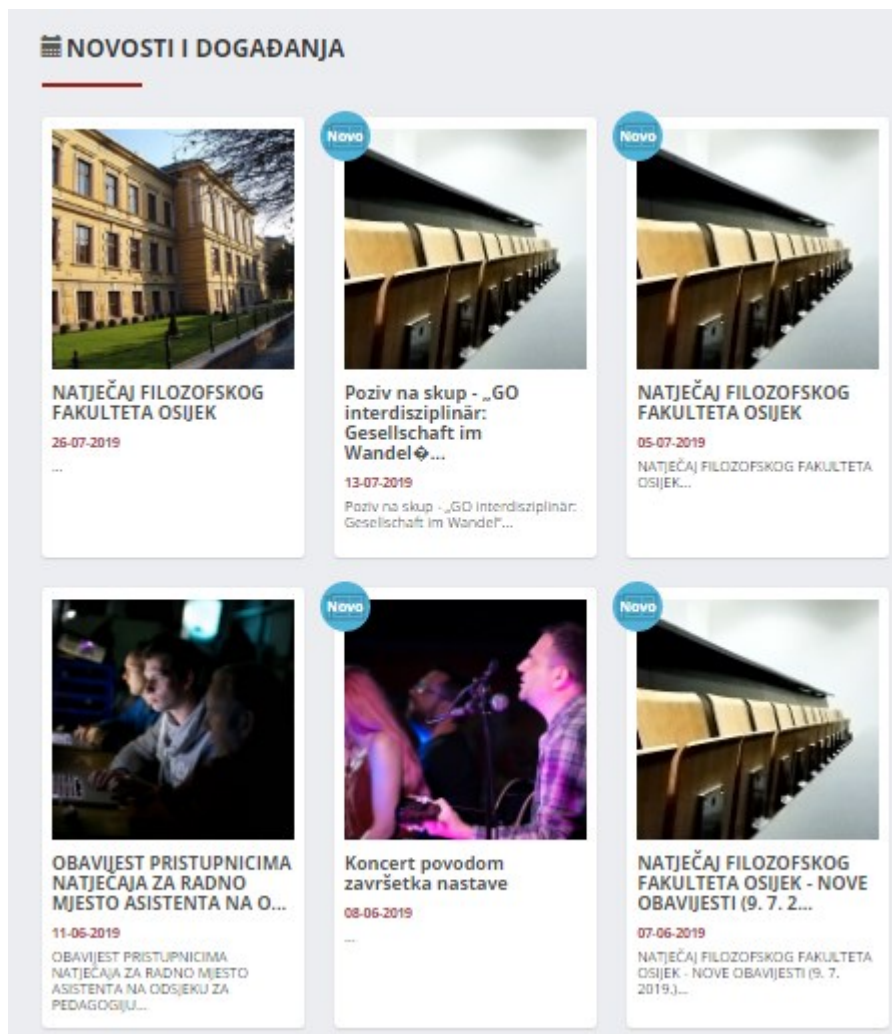 NOVOSTI I DOGAĐANJA
NATJEČAJ FILOZOFSKOG
FAKULTETA OSIJEK
26-07-2019
...
Novo
Poziv na skup - „GO
interdisziplinär:
Gesellschaft im
Wandel�...
13-07-2019
Poziv na skup - „GO interdisziplinär:
Gesellschaft im Wandel“...
Novo
NATJEČAJ FILOZOFSKOG
FAKULTETA OSIJEK
05-07-2019
NATJEČAJ FILOZOFSKOG FAKULTETA
OSIJEK...
OBAVIJEST PRISTUPNICIMA
NATJEČAJA ZA RADNO
MJESTO ASISTENTA NA O...
11-06-2019
OBAVIJEST PRISTUPNICIMA
NATJEČAJA ZA RADNO MJESTO
ASISTENTA NA ODSJEKU ZA
PEDAGOGIJU...
Novo
Koncert povodom
završetka nastave
08-06-2019
...
Novo
NATJEČAJ FILOZOFSKOG
FAKULTETA OSIJEK - NOVE
OBAVIJESTI (9. 7. 2...
07-06-2019
NATJEČAJ FILOZOFSKOG FAKULTETA
OSIJEK - NOVE OBAVIJESTI (9. 7.
2019.)...